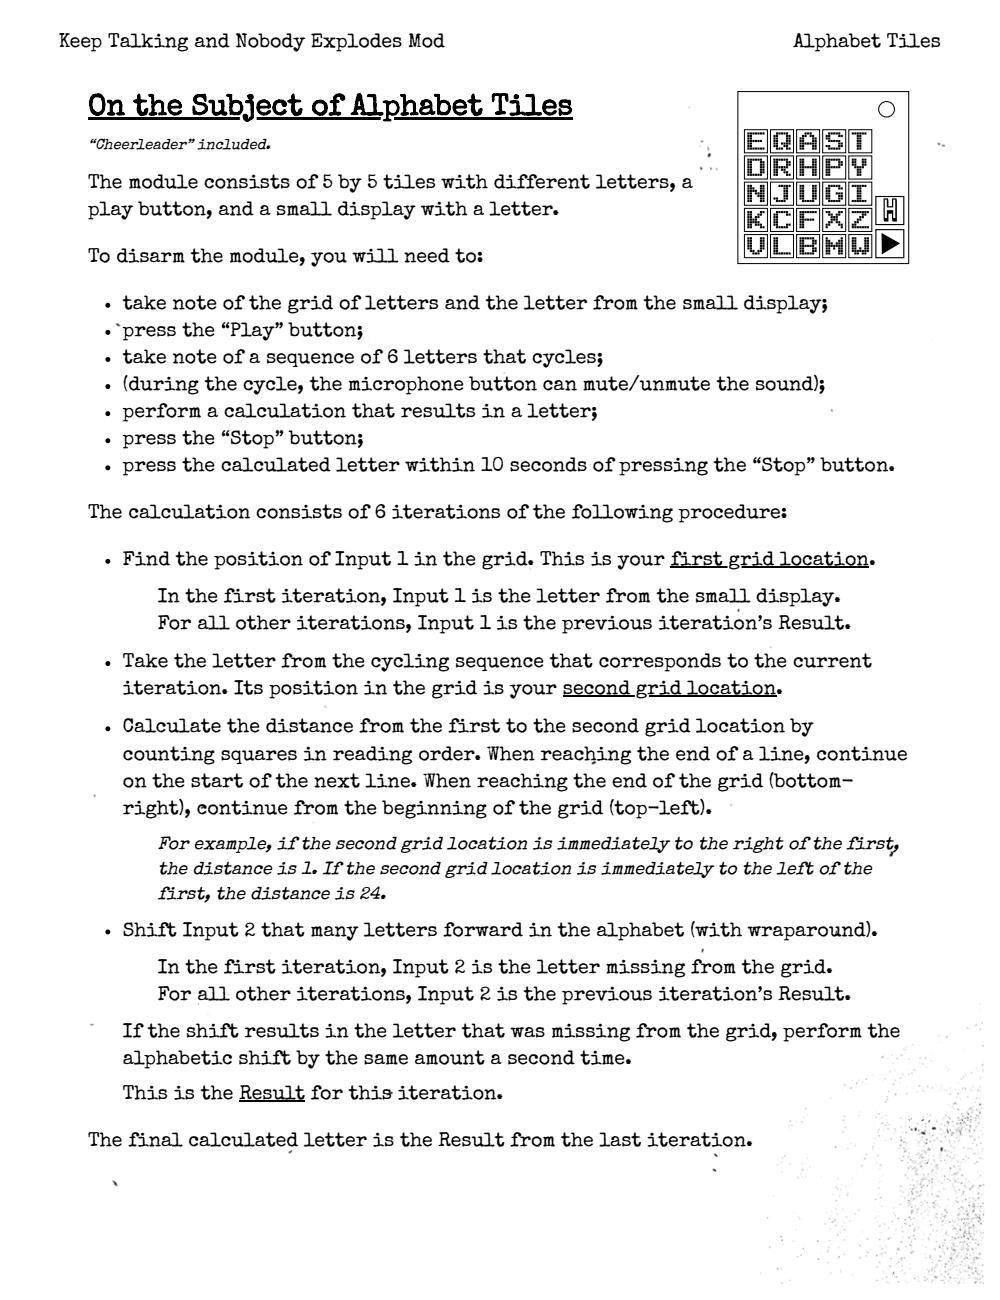 Keep Talking and Nobody Explodes Mod
Alphabet Tiles
On the Subject of Alphabet Tiles
“Cheerleader” included.
The module consists of 5 by 5 tiles with different letters, a
play button, and a small display with a letter.
To disarm the module, you will need to:
E Q A S T
D R H P Y
N J U G I
K C F X Z
V L B M W
H
• take note of the grid of letters and the letter from the small display;
• press the “Play” button;
• take note of a sequence of 6 letters that cycles;
• (during the cycle, the microphone button can mute/unmute the sound);
• perform a calculation that results in a letter;
• press the “Stop” button;
• press the calculated letter within 10 seconds of pressing the “Stop” button.
The calculation consists of 6 iterations of the following procedure:
• Find the position of Input 1 in the grid. This is your first grid location.
In the first iteration, Input 1 is the letter from the small display.
For all other iterations, Input 1 is the previous iteration’s Result.
• Take the letter from the cycling sequence that corresponds to the current
iteration. Its position in the grid is your second grid location.
• Calculate the distance from the first to the second grid location by
counting squares in reading order. When reaching the end of a line, continue
on the start of the next line. When reaching the end of the grid (bottom-
right), continue from the beginning of the grid (top-left).
For example, if the second grid location is immediately to the right of the first,
the distance is 1. If the second grid location is immediately to the left of the
first, the distance is 24.
• Shift Input 2 that many letters forward in the alphabet (with wraparound).
In the first iteration, Input 2 is the letter missing from the grid.
For all other iterations, Input 2 is the previous iteration’s Result.
If the shift results in the letter that was missing from the grid, perform the
alphabetic shift by the same amount a second time.
This is the Result for this iteration.
The final calculated letter is the Result from the last iteration.